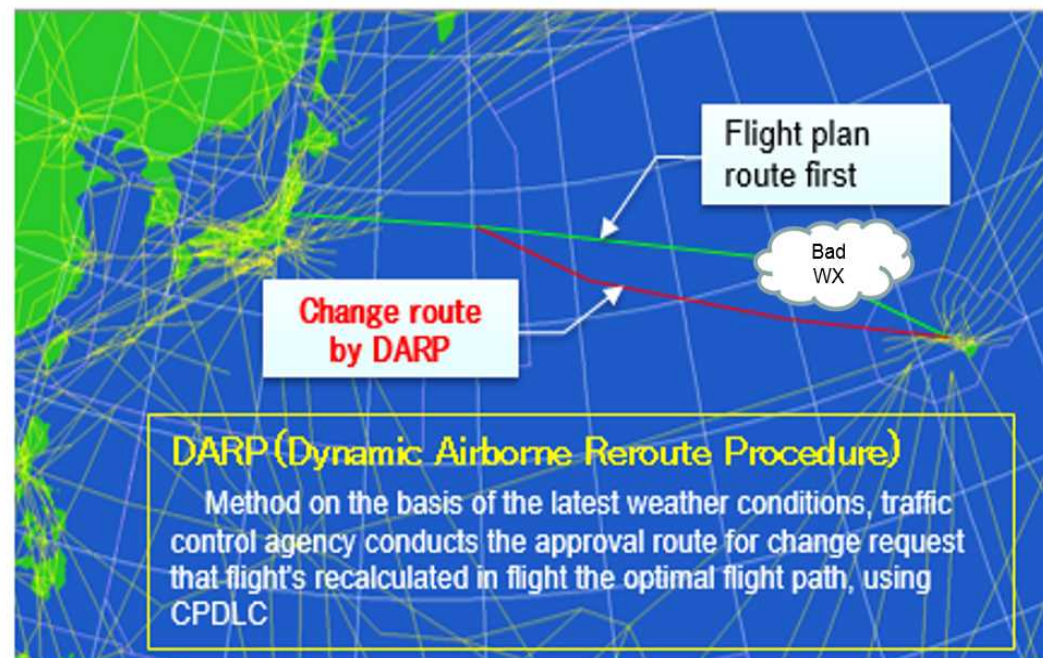 Flight plan
route first
Bad
WX
Change route
by DARP
DARP(Dynamic Airborne Reroute Procedure)
Method on the basis of the latest weather conditions, traffic
control agency conducts the approval route for change request
that flight's recalculated in flight the optimal flight path, using
CPDLC